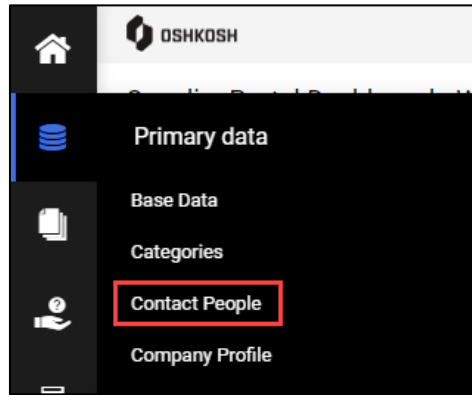 OSHKOSH
Primary data
Base Data
Categories
Contact People
Company Profile